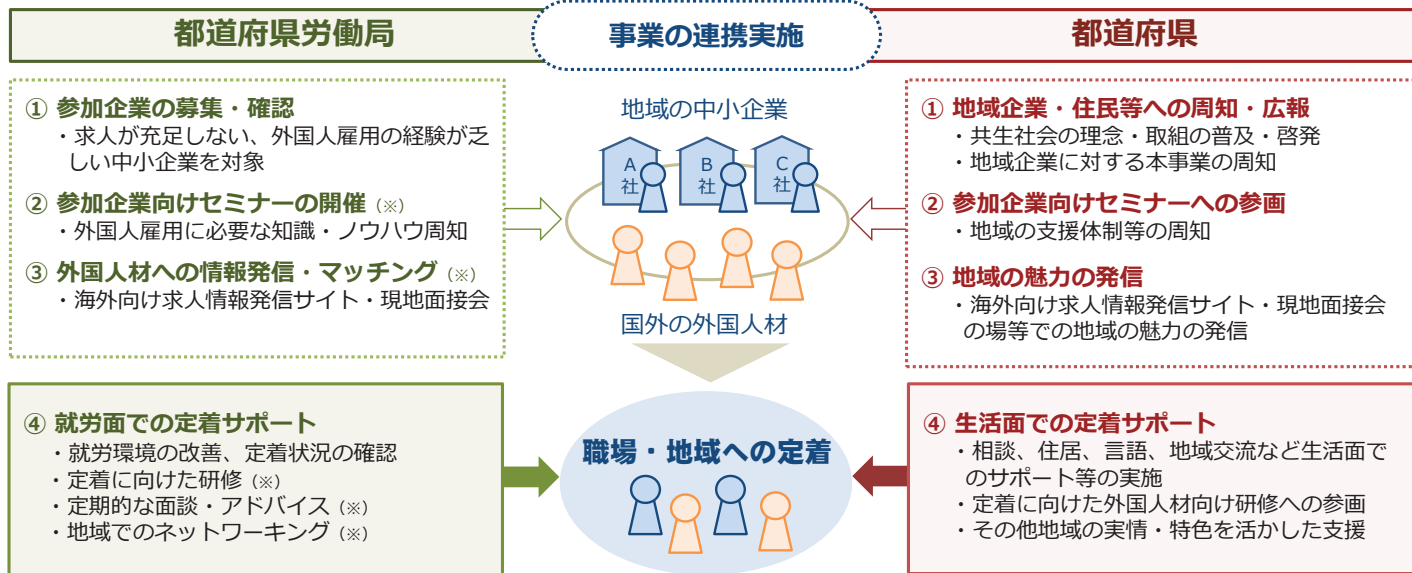 都道府県労働局
事業の連携実施
都道府県
① 参加企業の募集・確認
・求人が充足しない、外国人雇用の経験が乏
しい中小企業を対象
② 参加企業向けセミナーの開催（※）
・外国人雇用に必要な知識・ノウハウ周知
③ 外国人材への情報発信・マッチング（※）
・海外向け求人情報発信サイト・現地面接会
地域の中小企業
A社
B社
C社
国外の外国人材
① 地域企業・住民等への周知・広報
・共生社会の理念・取組の普及・啓発
・地域企業に対する本事業の周知
② 参加企業向けセミナーへの参画
・地域の支援体制等の周知
③ 地域の魅力の発信
・海外向け求人情報発信サイト・現地面接会
の場等での地域の魅力の発信
④ 就労面での定着サポート
・就労環境の改善、定着状況の確認
・定着に向けた研修（※）
・定期的な面談・アドバイス（※）
・地域でのネットワーキング（※）
職場・地域への定着
④ 生活面での定着サポート
・相談、住居、言語、地域交流など生活面で
のサポート等の実施
・定着に向けた外国人材向け研修への参画
・その他地域の実情・特色を活かした支援